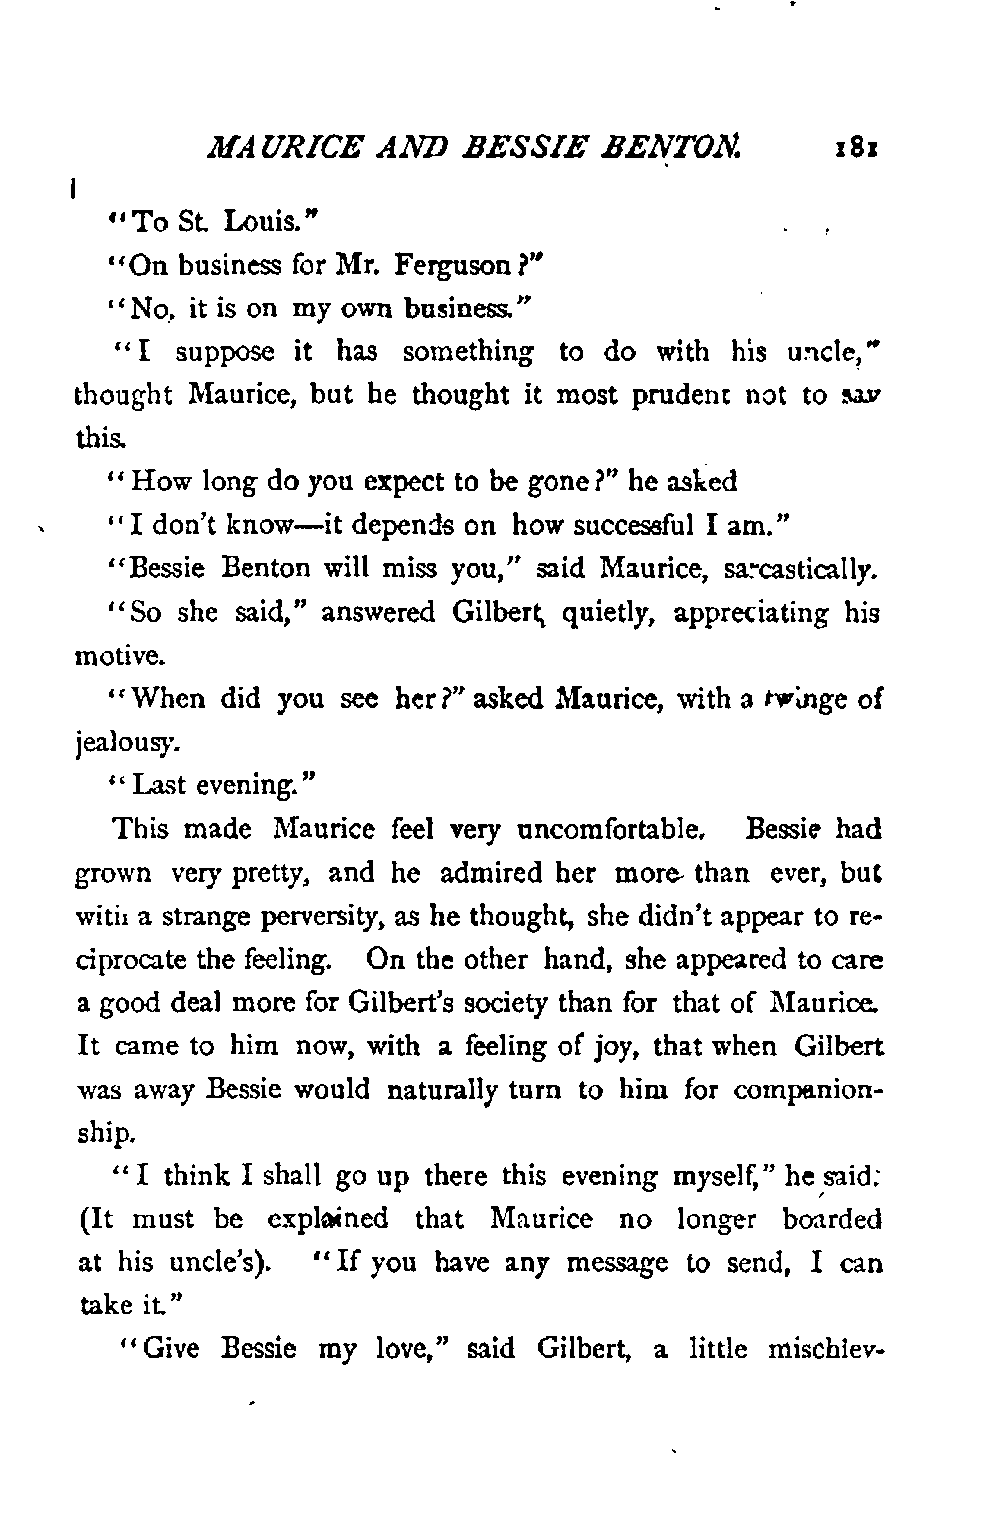 MAURICE AND BESSIE BENTON. 181
"To St. Louis."
"On business for Mr. Ferguson?"
"No, it is on my own business."
"I suppose it has something to do with his uncle,"
thought Maurice, but he thought it most prudent not to say
this.
"How long do you expect to be gone?" he asked
"I don't know—it depends on how successful I am."
"Bessie Benton will miss you," said Maurice, sarcastically.
"So she said," answered Gilbert, quietly, appreciating his
motive.
"When did you see her?" asked Maurice, with a twinge of
jealousy.
"Last evening."
This made Maurice feel very uncomfortable. Bessie had
grown very pretty, and he admired her more than ever, but
with a strange perversity, as he thought, she didn't appear to re-
ciprocate the feeling. On the other hand, she appeared to care
a good deal more for Gilbert's society than for that of Maurice.
It came to him now, with a feeling of joy, that when Gilbert
was away Bessie would naturally turn to him for companion-
ship.
"I think I shall go up there this evening myself," he said:
(It must be explained that Maurice no longer boarded
at his uncle's). "If you have any message to send, I can
take it."
"Give Bessie my love," said Gilbert, a little mischiev-